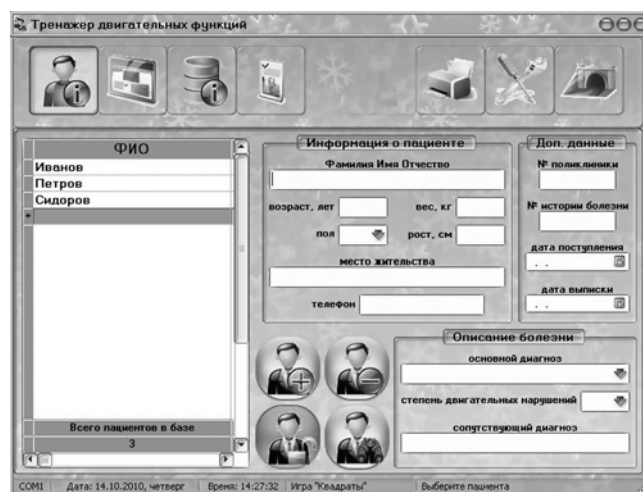 Тренажер двигательных функций
ФИО
Иванов
Петров
Сидоров
*
Всего пациентов в базе
3
Информация о пациенте
Фамилия Имя Отчество
возраст, лет
вес, кг
пол
рост, см
место жительства
телефон
Доп. данные
№ поликлиники
№ истории болезни
дата поступления
. .
дата выписки
. .
Описание болезни
основной диагноз
степень двигательных нарушений
сопутствующий диагноз
COM1 Дата: 14.10.2010, четверг Время: 14:27:32 Игра "Квадраты" Выберите пациента